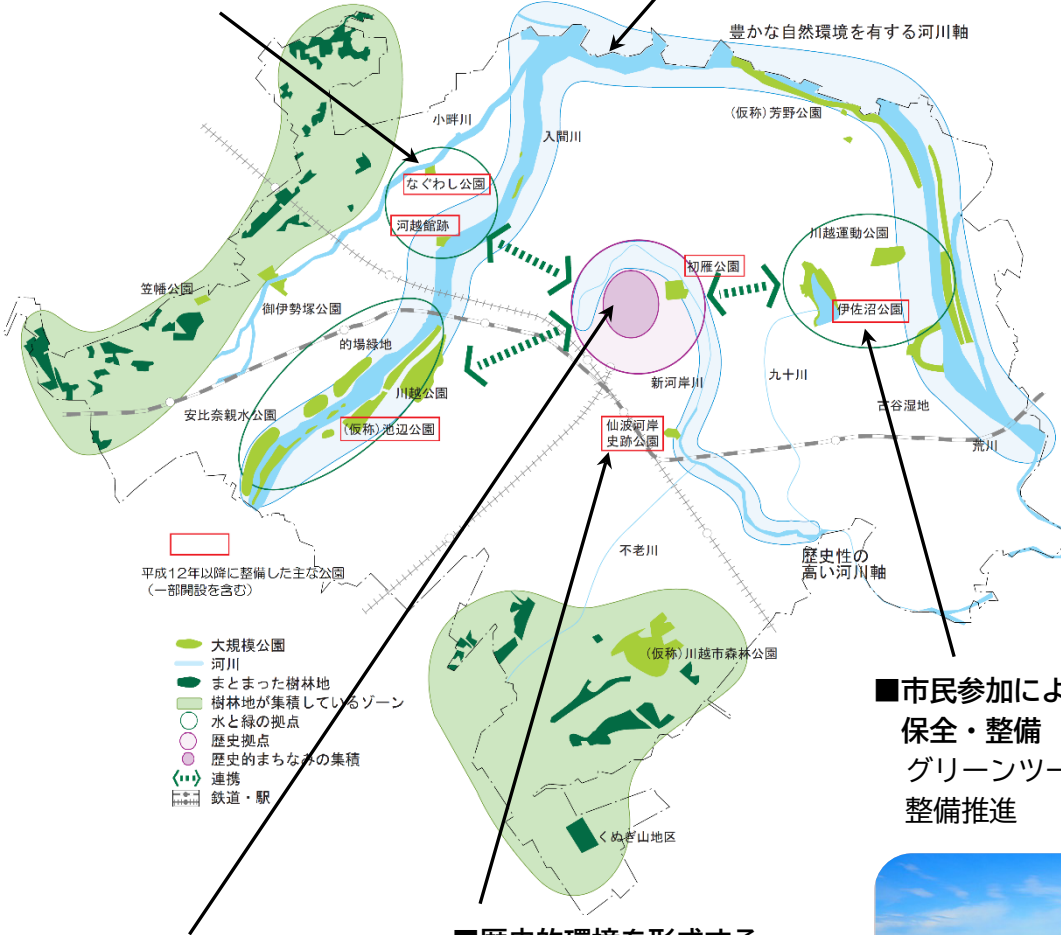 豊かな自然環境を有する河川軸
(仮称)芳野公園
小畔川
入間川
なぐわし公園
河越館跡
川越運動公園
初雁公園
笠幡公園
御伊勢塚公園
伊佐沼公園
的場緑地
新河岸川
九十川
川越公園
古谷湿地
安比奈親水公園
(仮称)池辺公園
仙波河岸
史跡公園
荒川
不老川
歴史性の
高い河川軸
平成12年以降に整備した主な公園
(一部開設を含む)
大規模公園
河川
まとまった樹林地
樹林地が集積しているゾーン
水と緑の拠点
歴史拠点
歴史的まちなみの集積
連携
鉄道・駅
(仮称)川越市森林公園
くぬぎ山地区
■市民参加によ
保全・整備
グリーンツー
整備推進
■歴史的環境を形成する